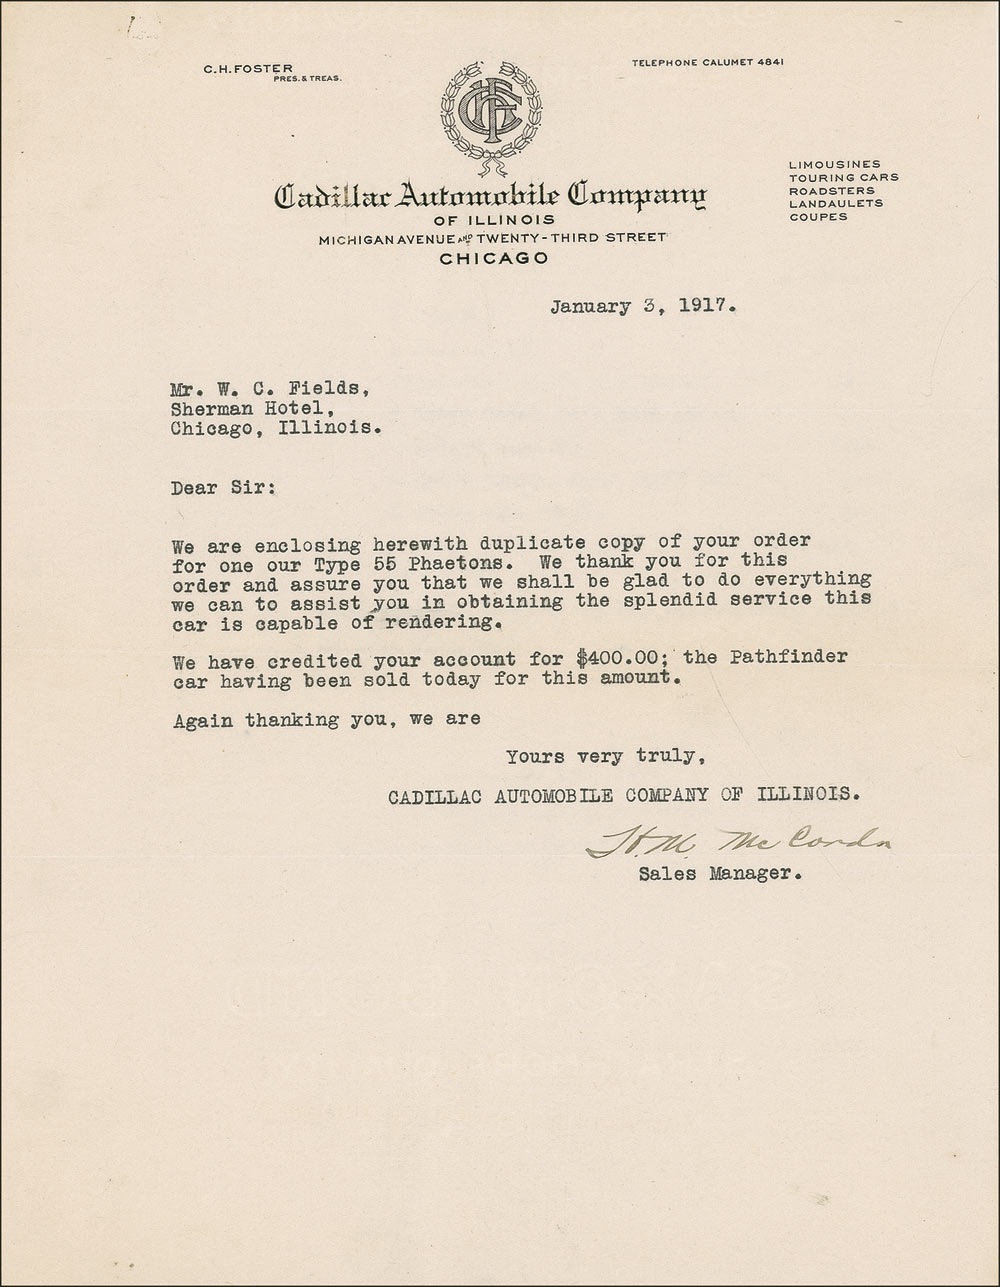 C.H. FOSTER
PRES. & TREAS.
TELEPHONE CALUMET 4841
LIMOUSINES
TOURING CARS
ROADSTERS
LANDAULETS
COUPES
Cadillac Automobile Company
OF ILLINOIS
MICHIGAN AVENUE AND TWENTY-THIRD STREET
CHICAGO
January 3, 1917.
Mr. W. C. Fields,
Sherman Hotel,
Chicago, Illinois.
Dear Sir:
We are enclosing herewith duplicate copy of your order
for one our Type 55 Phaetons. We thank you for this
order and assure you that we shall be glad to do everything
we can to assist you in obtaining the splendid service this
car is capable of rendering.
We have credited your account for $400.00; the Pathfinder
car having been sold today for this amount.
Again thanking you, we are
Yours very truly,
CADILLAC AUTOMOBILE COMPANY OF ILLINOIS.
H.M. Mc
Sales Manager.